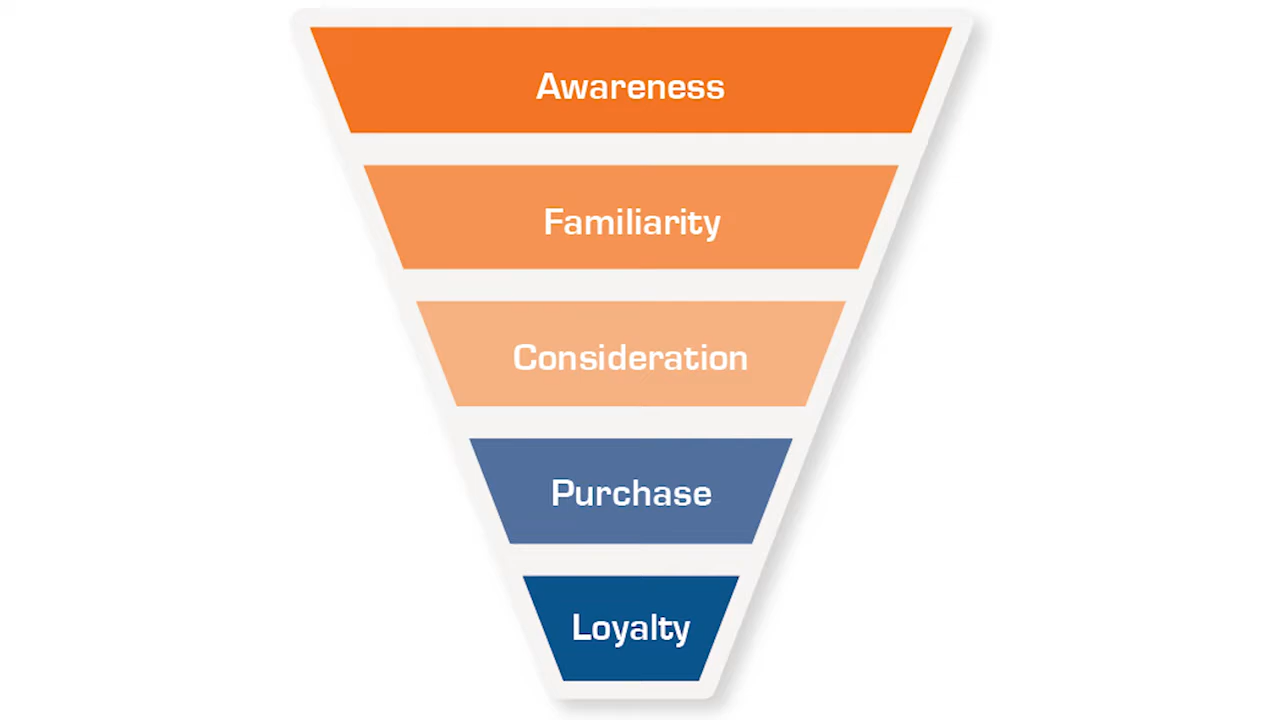 Awareness
Familiarity
Consideration
Purchase
Loyalty